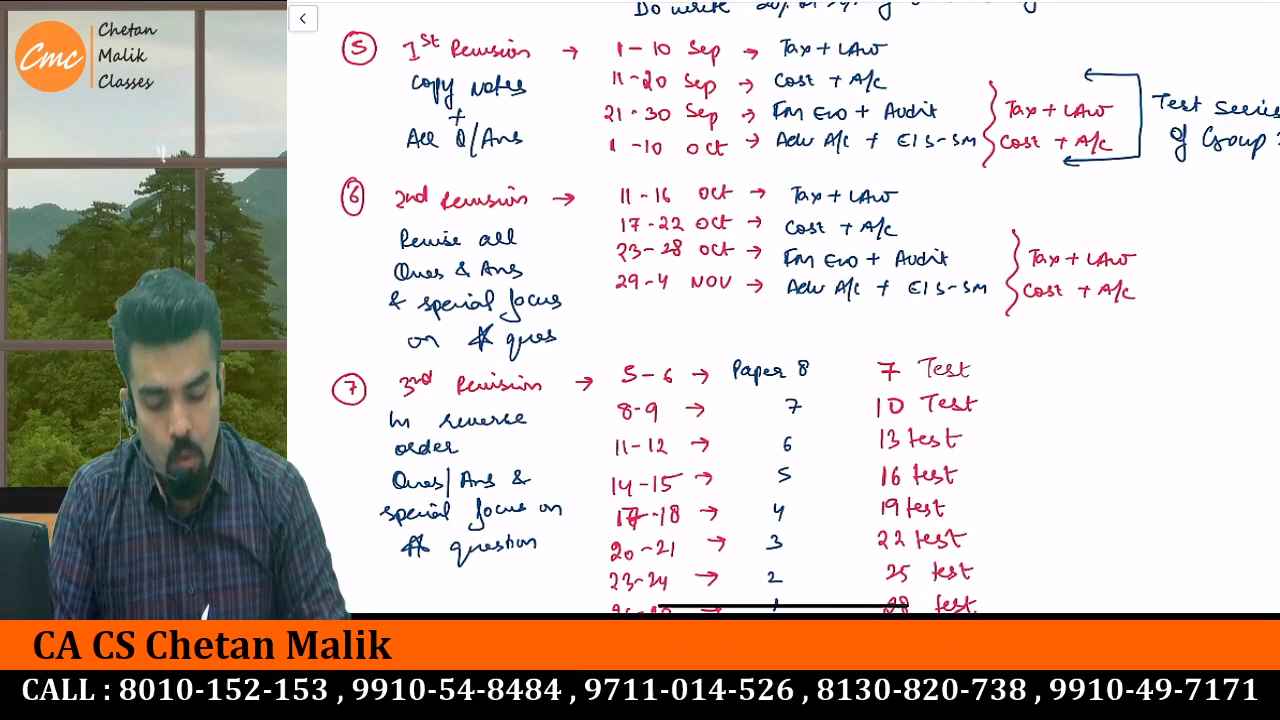 Chetan
Malik
Classes
cmc
Do write
5 1st Revision → 1-10 Sep → Tax + LAW
Copy Notes 11-20 Sep → Cost + A/c
+ 21-30 Sep → FM Eco + Audit Tax + LAW
All Q/Ans 1-10 Oct → Adv A/c + EIS-SM Cost + A/c
Test Series
of Group
6 2nd Revision → 11-16 Oct → Tax + LAW
17-22 Oct → Cost + A/c
Revise all 23-28 Oct → FM Eco + Audit Tax + LAW
Ques & Ans 29-4 NOV → Adv A/c + EIS-SM Cost + A/c
& special focus
on # ques
7 3rd Revision → 5-6 → Paper 8 7 Test
In reverse 8-9 → 7 10 Test
order 11-12 → 6 13 test
Ques/Ans & 14-15 → 5 16 test
special focus on 17-18 → 4 19 test
# question 20-21 → 3 22 test
23-24 → 2 25 test
→ 1 28 test
CA CS Chetan Malik
CALL : 8010-152-153 , 9910-54-8484 , 9711-014-526 , 8130-820-738 , 9910-49-7171